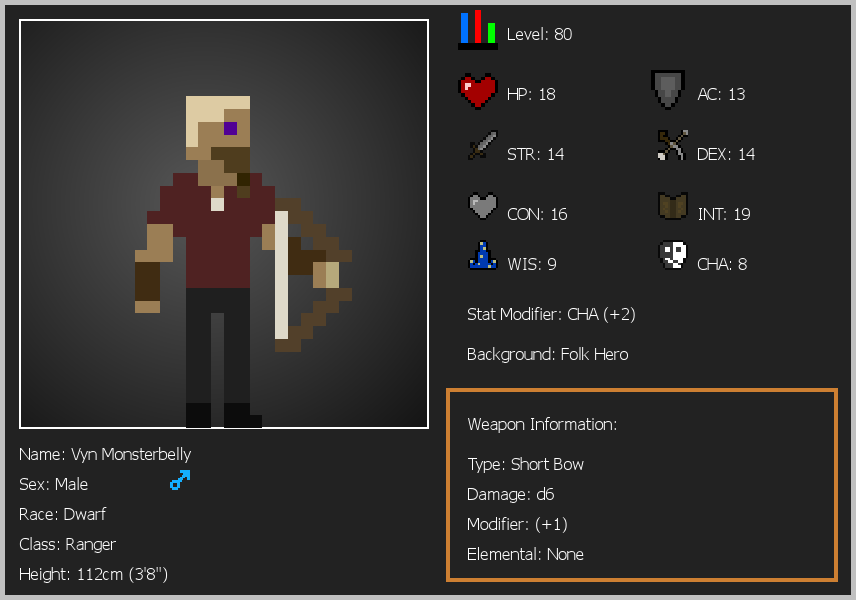 Level: 80
HP: 18
AC: 13
STR: 14
DEX: 14
CON: 16
INT: 19
WIS: 9
CHA: 8
Stat Modifier: CHA (+2)
Background: Folk Hero
Weapon Information:
Type: Short Bow
Damage: d6
Modifier: (+1)
Elemental: None
Name: Vyn Monsterbelly
Sex: Male
Race: Dwarf
Class: Ranger
Height: 112cm (3'8")